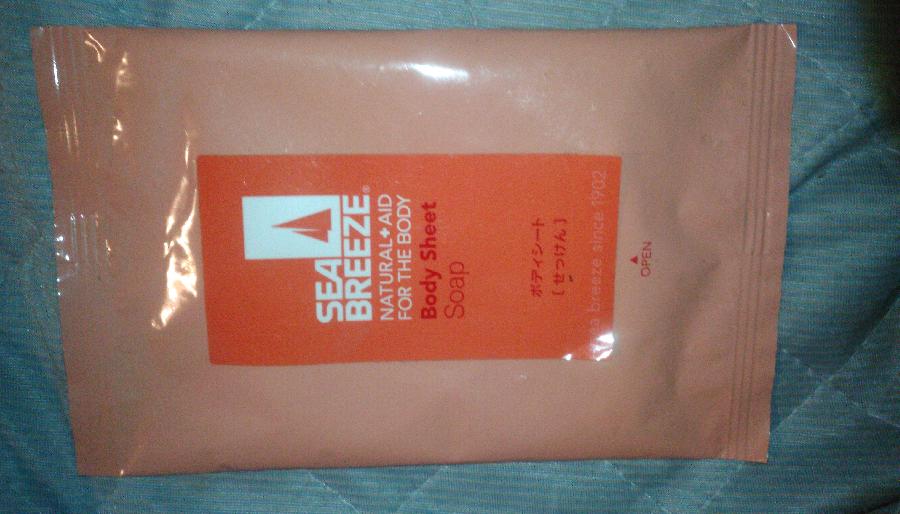 SEA
BREEZE®
NATURAL+AID
FOR THE BODY
Body Sheet
Soap
ボディシート
[せっけん]
sea breeze since 1902
▲
OPEN